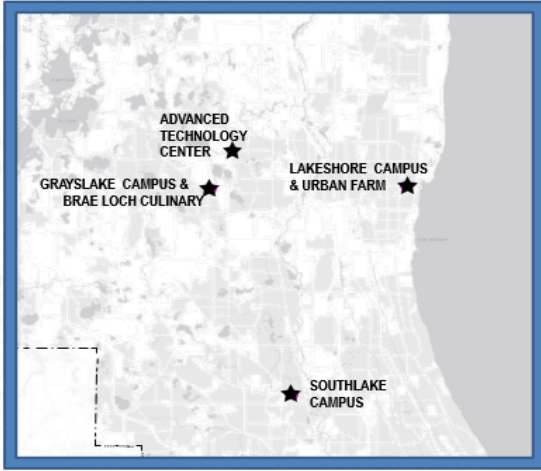 ADVANCED
TECHNOLOGY
CENTER
LAKESHORE CAMPUS
& URBAN FARM
GRAYSLAKE CAMPUS &
BRAE LOCH CULINARY
SOUTHLAKE
CAMPUS